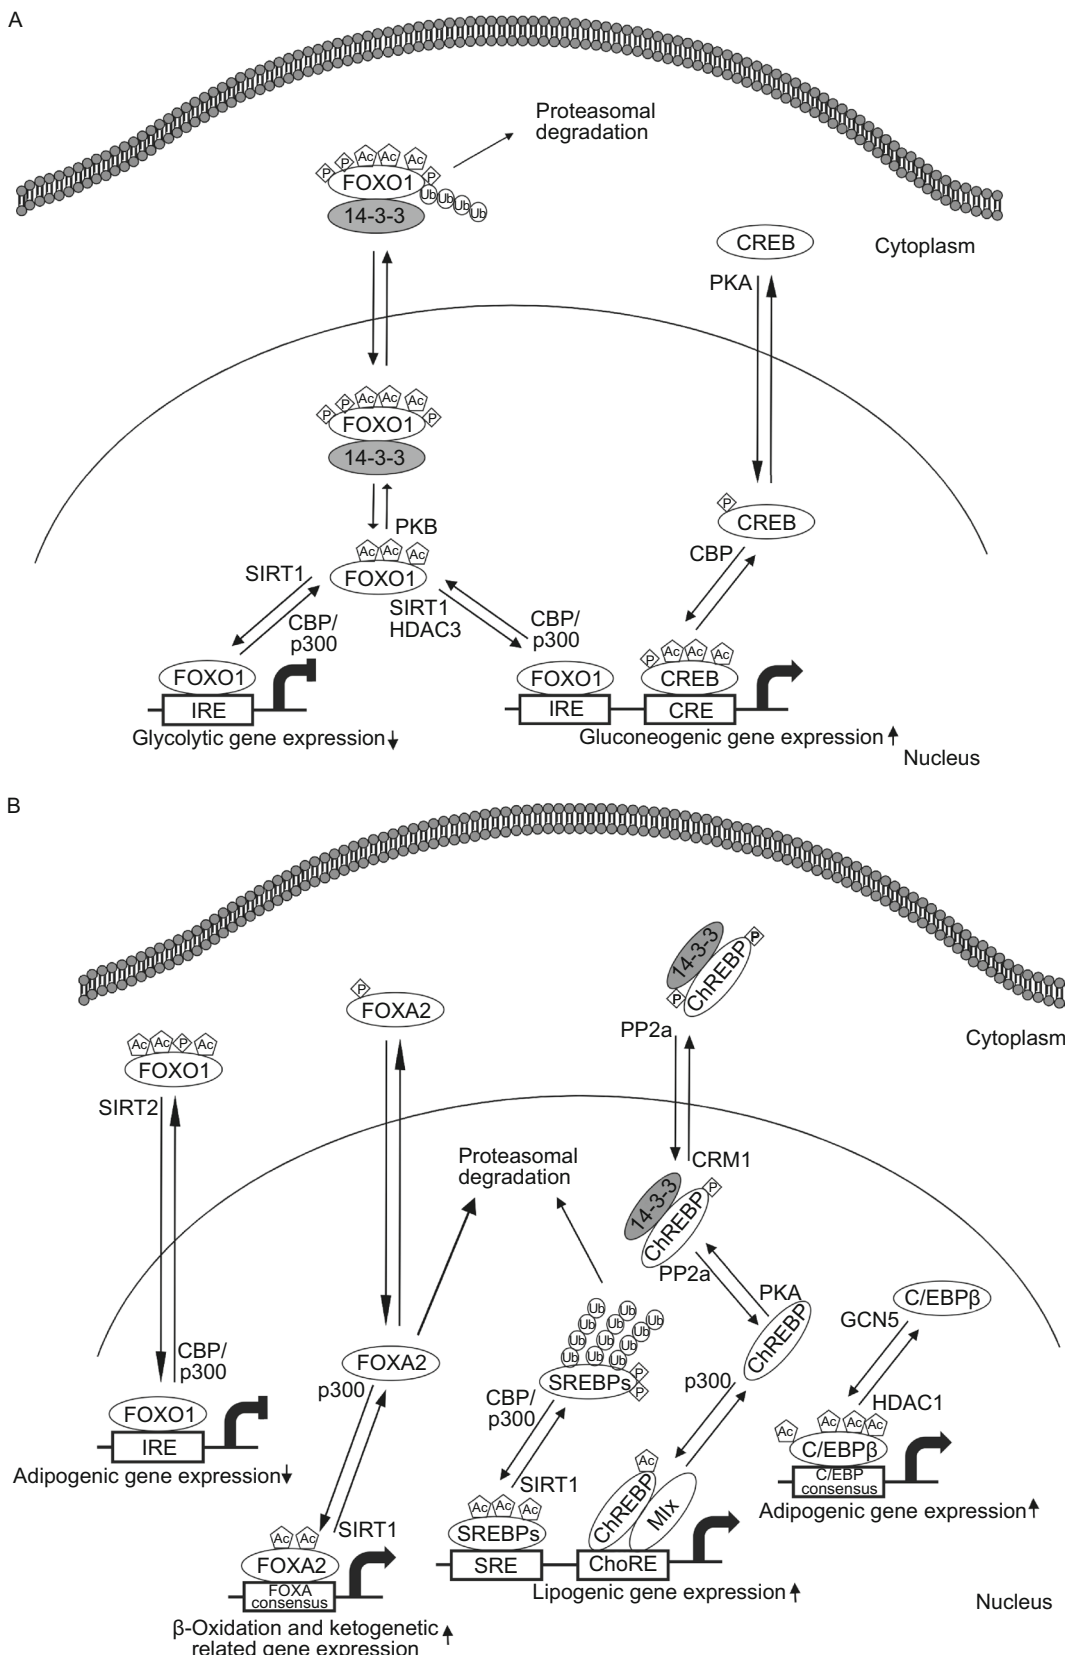 A
Proteasomal
degradation
P P Ac Ac Ac P
FOXO1
Ub Ub Ub Ub
14-3-3
CREB
Cytoplasm
PKA
P P Ac Ac Ac P
FOXO1
14-3-3
PKB
P
CREB
CBP
Ac Ac Ac
FOXO1
SIRT1
CBP/
p300
SIRT1
HDAC3
CBP/
p300
P Ac Ac Ac
FOXO1
FOXO1
CREB
IRE
IRE
CRE
Glycolytic gene expression
Gluconeogenic gene expression
Nucleus
B
14-3-3
P
ChREBP
P
P
FOXA2
PP2a
Cytoplasm
Ac Ac P Ac
FOXO1
SIRT2
Proteasomal
degradation
CRM1
14-3-3
P
ChREBP
PP2a
PKA
ChREBP
C/EBPβ
GCN5
Ub Ub Ub
Ub Ub Ub
Ub Ub
Ub Ub Ub
P
P
SREBPs
CBP/
p300
FOXA2
p300
CBP/
p300
p300
HDAC1
FOXO1
IRE
Adipogenic gene expression
Ac Ac Ac Ac
C/EBPβ
C/EBP
consensus
Adipogenic gene expression
SIRT1
Ac
Ac Ac Ac
SREBPs
ChREBP
Mlx
SRE
ChoRE
Lipogenic gene expression
SIRT1
Ac Ac
FOXA2
FOXA
consensus
Nucleus
β-Oxidation and ketogenetic
related gene expression